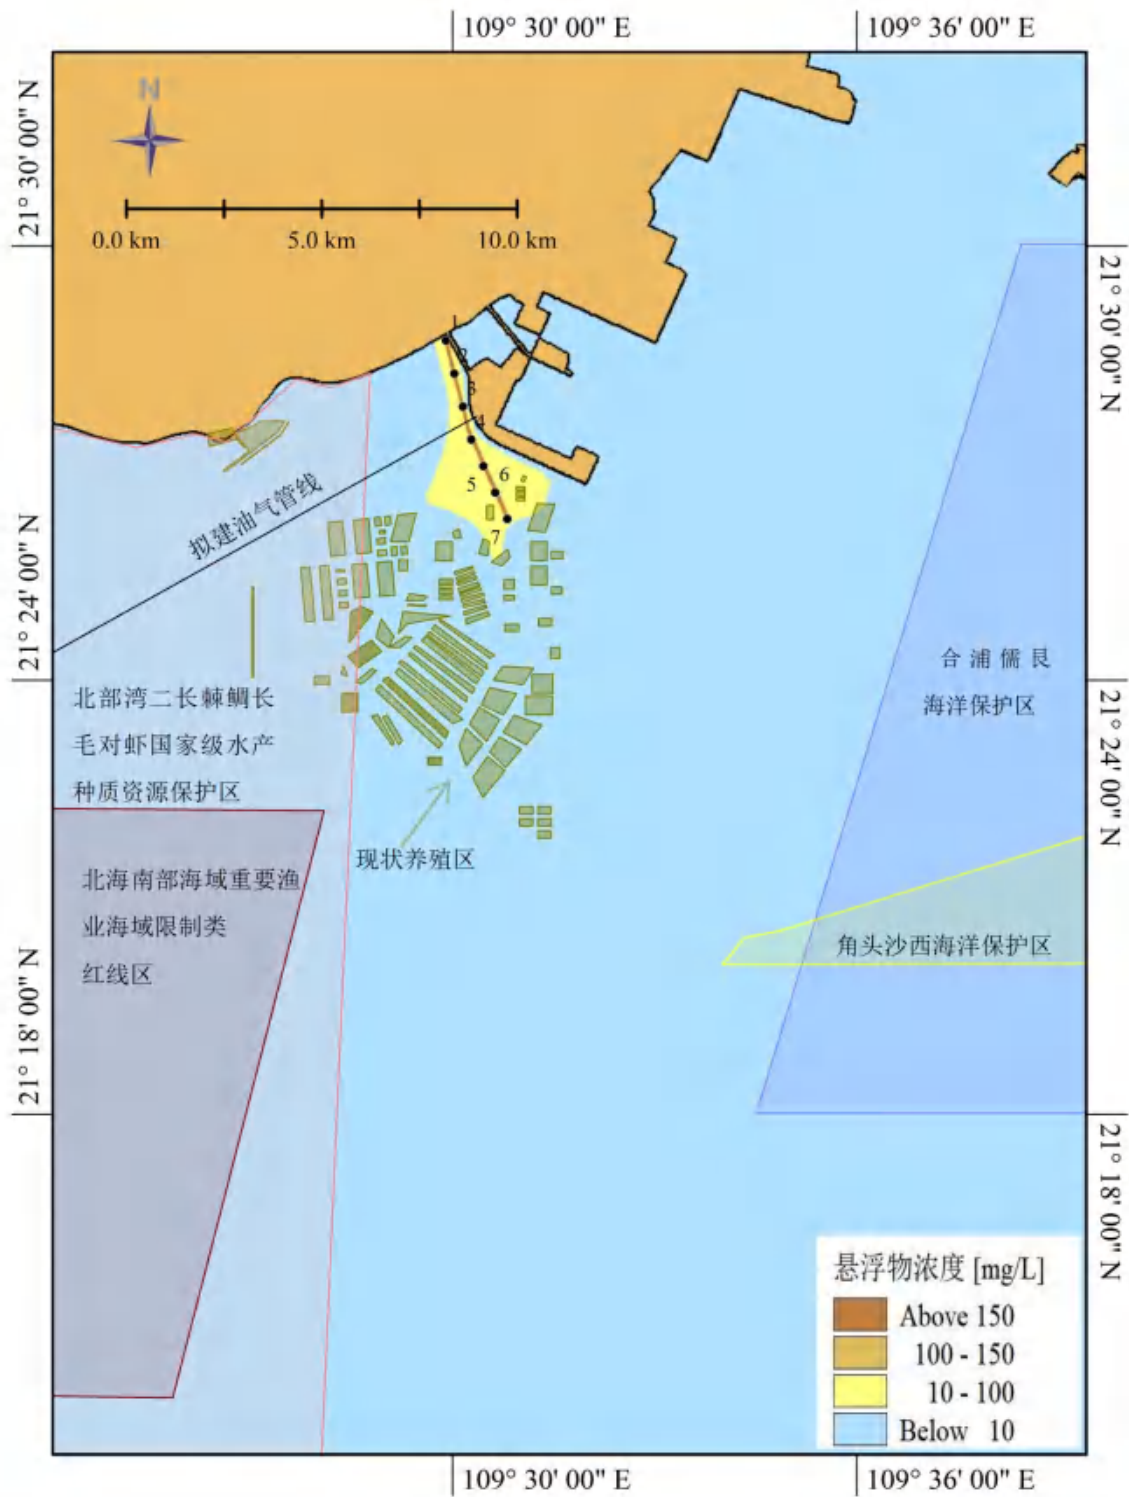 109° 30' 00" E
109° 36' 00" E
N
21° 30' 00" N
0.0 km
5.0 km
10.0 km
21° 30' 00" N
1
2
3
4
5
6
7
拟建油气管线
21° 24' 00" N
合浦儒艮
海洋保护区
北部湾二长棘鲷长
毛对虾国家级水产
种质资源保护区
21° 24' 00" N
现状养殖区
北海南部海域重要渔
业海域限制类
红线区
角头沙西海洋保护区
21° 18' 00" N
21° 18' 00" N
悬浮物浓度 [mg/L]
Above 150
100 - 150
10 - 100
Below 10
109° 30' 00" E
109° 36' 00" E